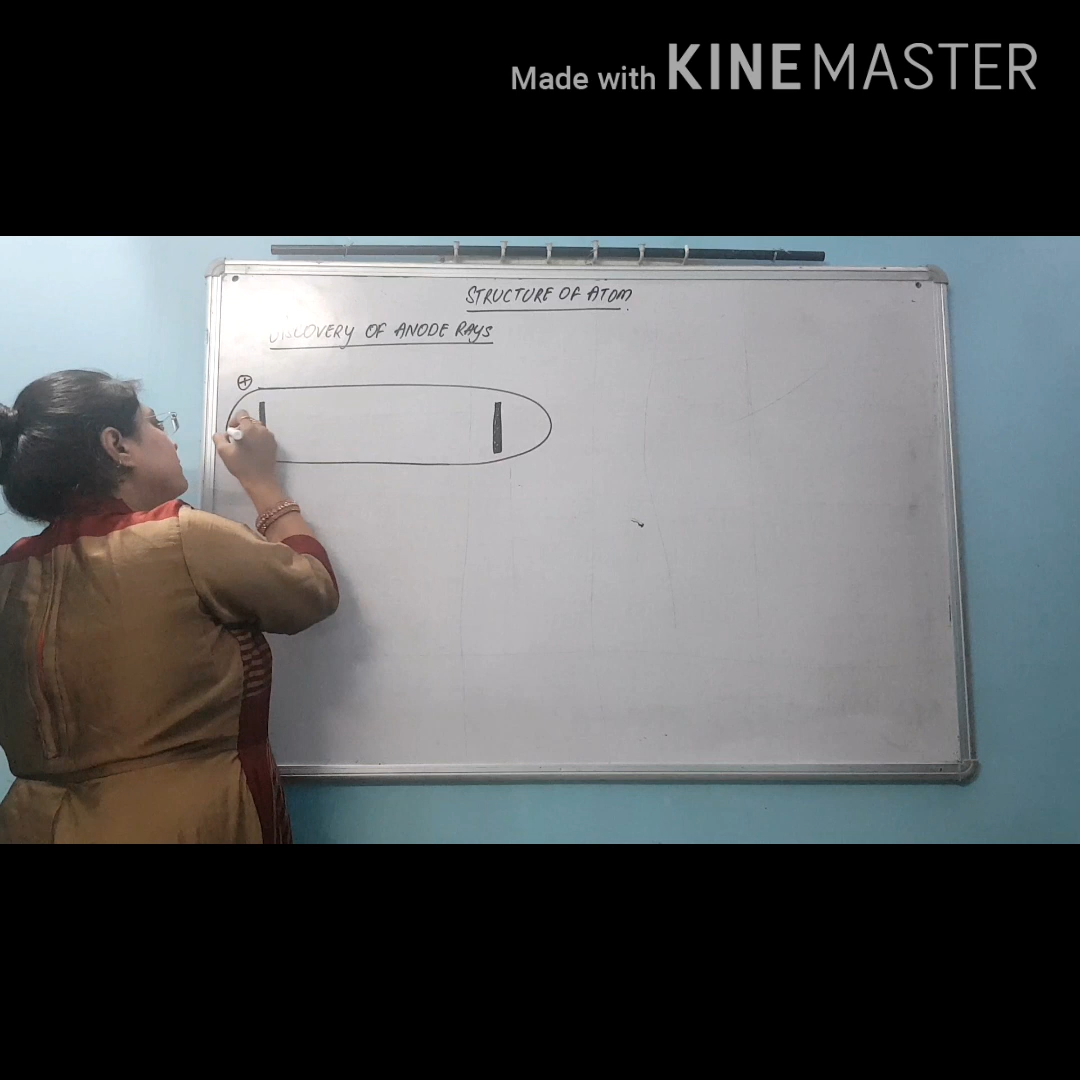 Made with KINEMASTER
STRUCTURE OF ATOM
DISCOVERY OF ANODE RAYS
+